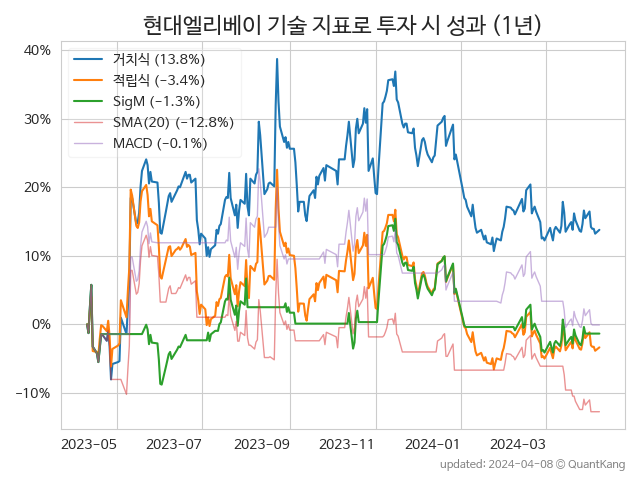 현대엘리베이 기술 지표로 투자 시 성과 (1년)
거치식 (13.8%)
적립식 (−3.4%)
SigM (−1.3%)
SMA(20) (−12.8%)
MACD (−0.1%)
40%
30%
20%
10%
0%
−10%
2023-05 2023-07 2023-09 2023-11 2024-01 2024-03
updated: 2024-04-08 © QuantKang